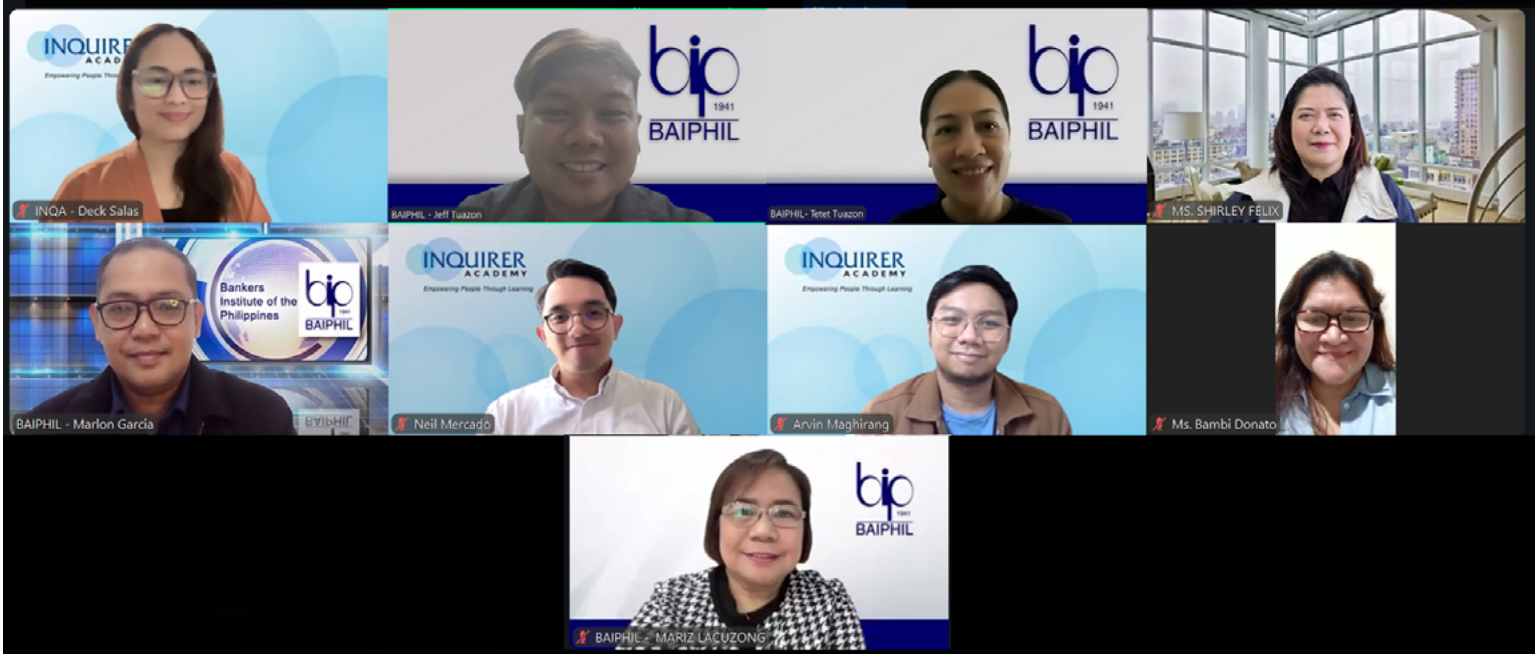 INQUIRE
ACAD
Empowering People Thro
INQA - Deck Salas
bip
1941
BAIPHIL
BAIPHIL - Jeff Tuazon
bip
1941
BAIPHIL
BAIPHIL- Tetet Tuazon
MS. SHIRLEY FELIX
Bankers
Institute of the
Philippines
bip
1941
BAIPHIL
BAIPHIL
BAIPHIL - Marlon Garcia
INQUIRER
ACADEMY
Empowering People Through Learning
Neil Mercado
INQUIRER
ACADEMY
Empowering People Through Learning
Arvin Maghirang
Ms. Bambi Donato
bip
1941
BAIPHIL
BAIPHIL - MARIZ LACUZONG